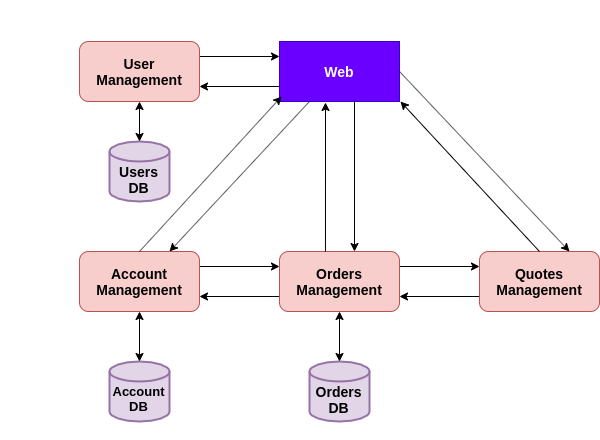 User
Management
Web
Users
DB
Account
Management
Orders
Management
Quotes
Management
Account
DB
Orders
DB